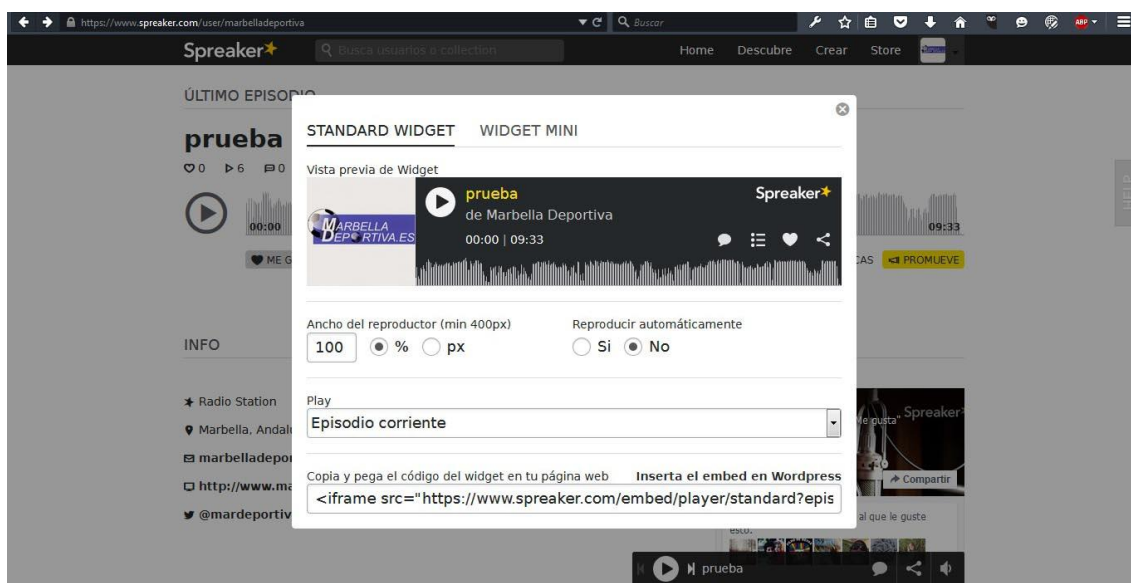 https://www.spreaker.com/user/marbelladeportiva
Buscar
ABP
Spreaker
Busca usuarios o collection
Home Descubre Crear Store
ÚLTIMO EPISODIO
prueba
0 6 0
00:00
09:33
ME G
CAS PROMUEVE
STANDARD WIDGET WIDGET MINI
Vista previa de Widget
MARBELLA
DEPORTIVA.ES
prueba
Spreaker
de Marbella Deportiva
00:00 | 09:33
Ancho del reproductor (min 400px) Reproducir automáticamente
100 % px Si No
Play
Episodio corriente
Copia y pega el código del widget en tu página web Inserta el embed en Wordpress
<iframe src="https://www.spreaker.com/embed/player/standard?epis
HELP
INFO
Radio Station
Marbella, Andal
marbelladepor
http://www.ma
@mardeportiv
Spreaker
Me gusta"
Compartir
al que le guste
esto.
prueba